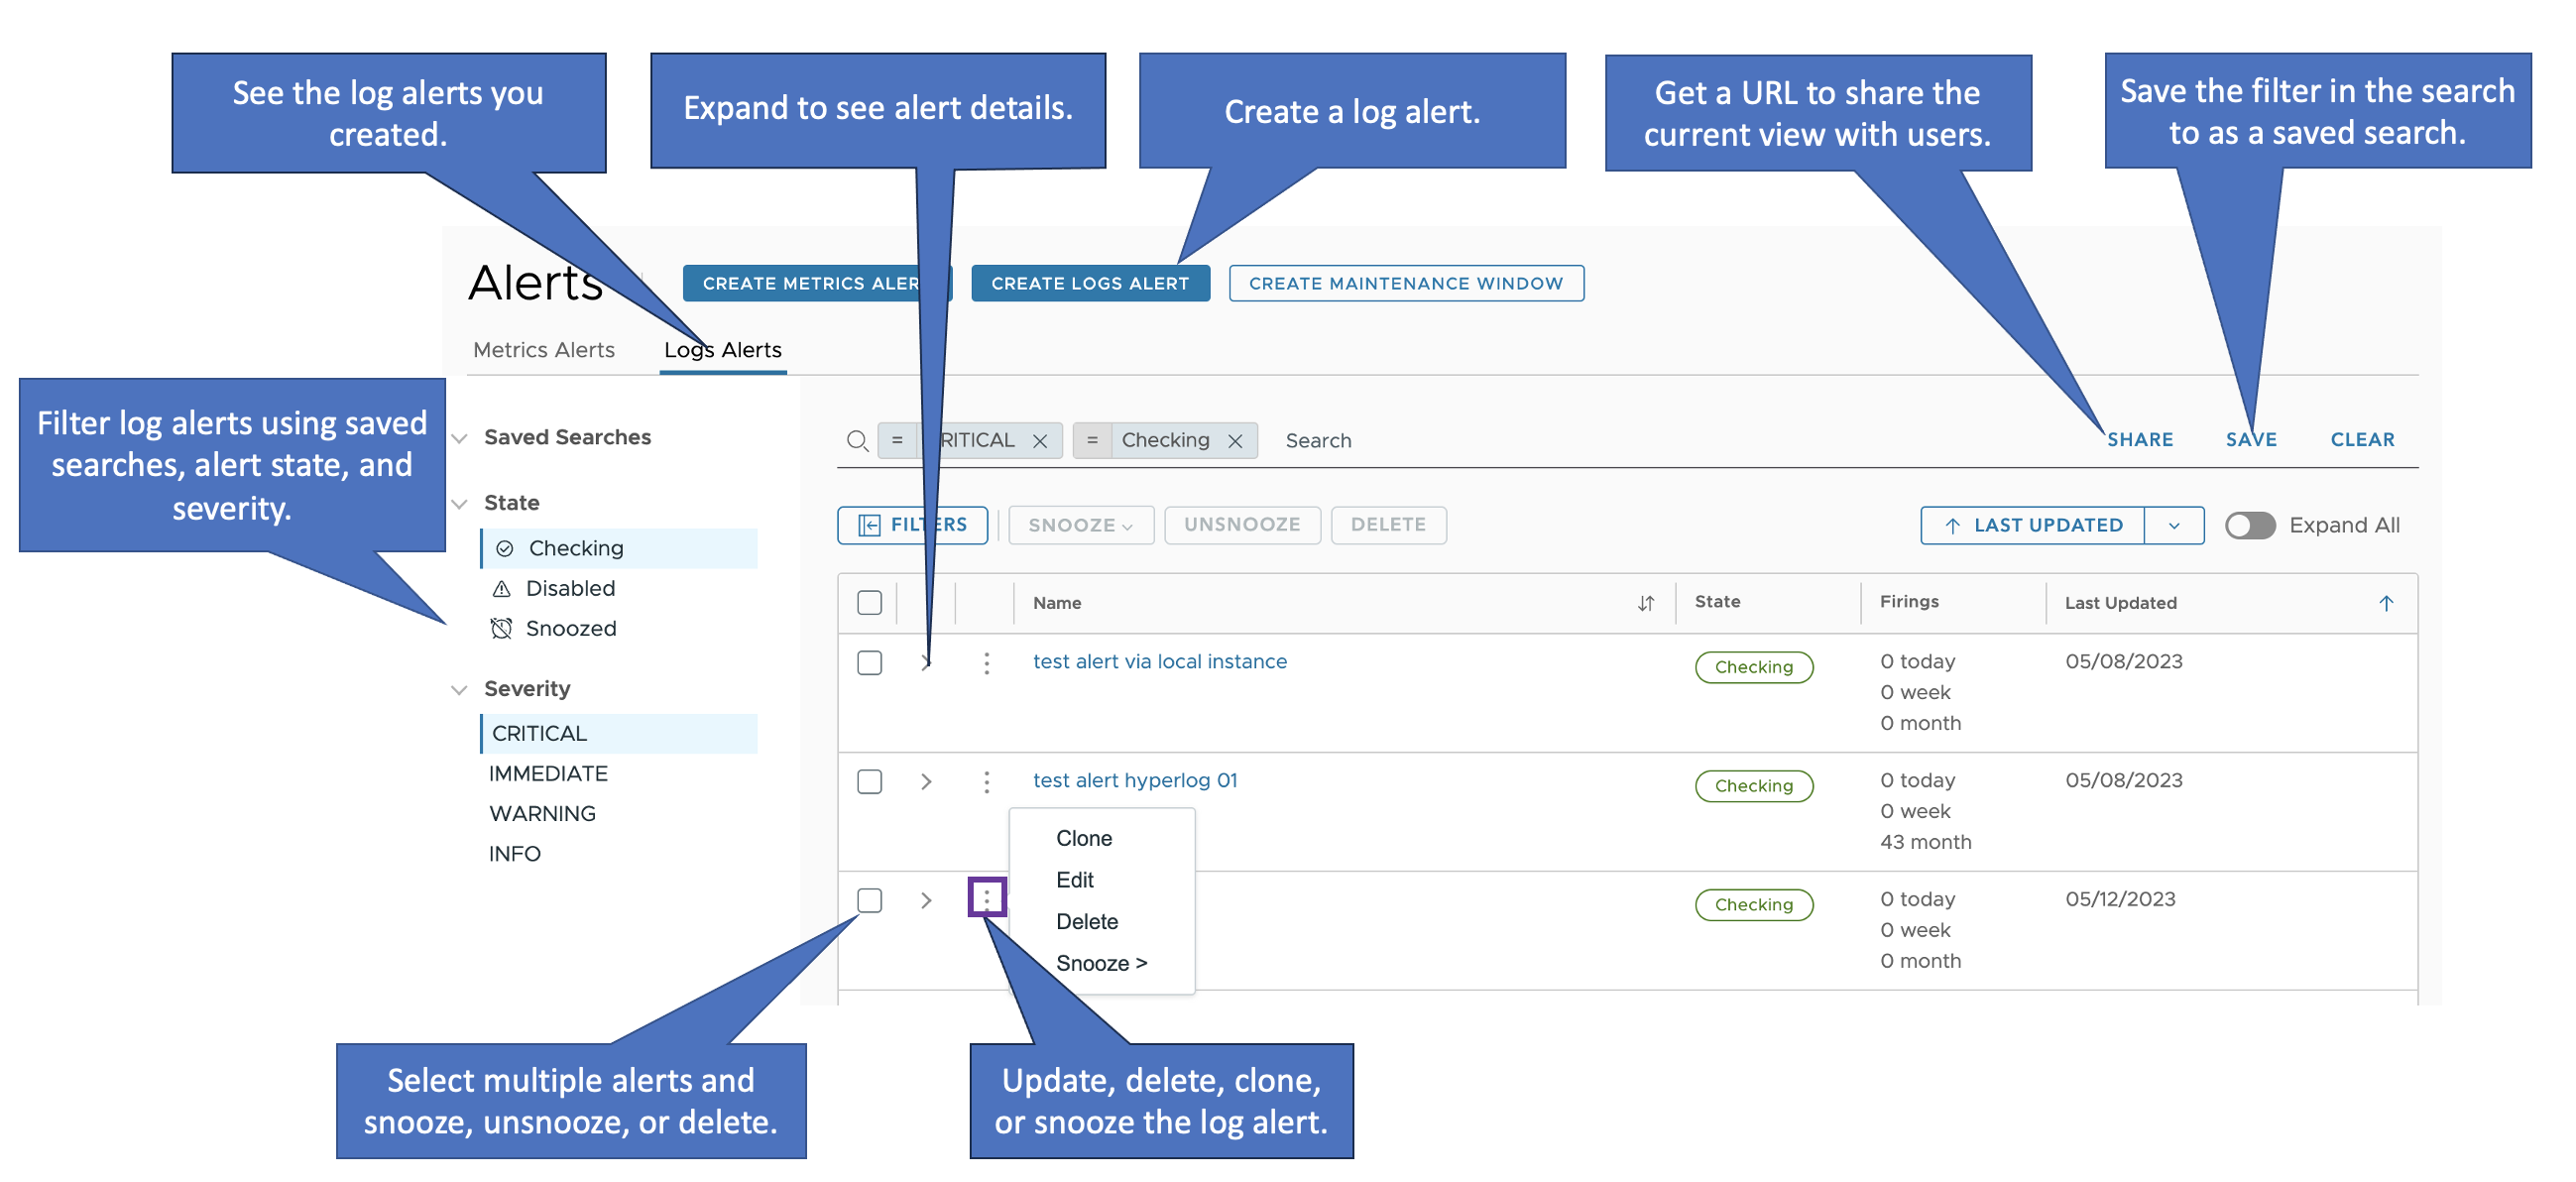 See the log alerts you
created.
Expand to see alert details.
Create a log alert.
Get a URL to share the
current view with users.
Save the filter in the search
to as a saved search.
Alerts
CREATE METRICS ALER
CREATE LOGS ALERT
CREATE MAINTENANCE WINDOW
Metrics Alerts
Logs Alerts
Filter log alerts using saved
searches, alert state, and
severity.
Saved Searches
State
Checking
Disabled
Snoozed
Severity
CRITICAL
IMMEDIATE
WARNING
INFO
= RITICAL
= Checking
Search
SHARE
SAVE
CLEAR
FILTERS
SNOOZE
UNSNOOZE
DELETE
LAST UPDATED
Expand All
Name
State
Firings
Last Updated
test alert via local instance
Checking
0 today
0 week
0 month
05/08/2023
test alert hyperlog 01
Checking
0 today
0 week
43 month
05/08/2023
Clone
Edit
Delete
Snooze >
Checking
0 today
0 week
0 month
05/12/2023
Select multiple alerts and
snooze, unsnooze, or delete.
Update, delete, clone,
or snooze the log alert.